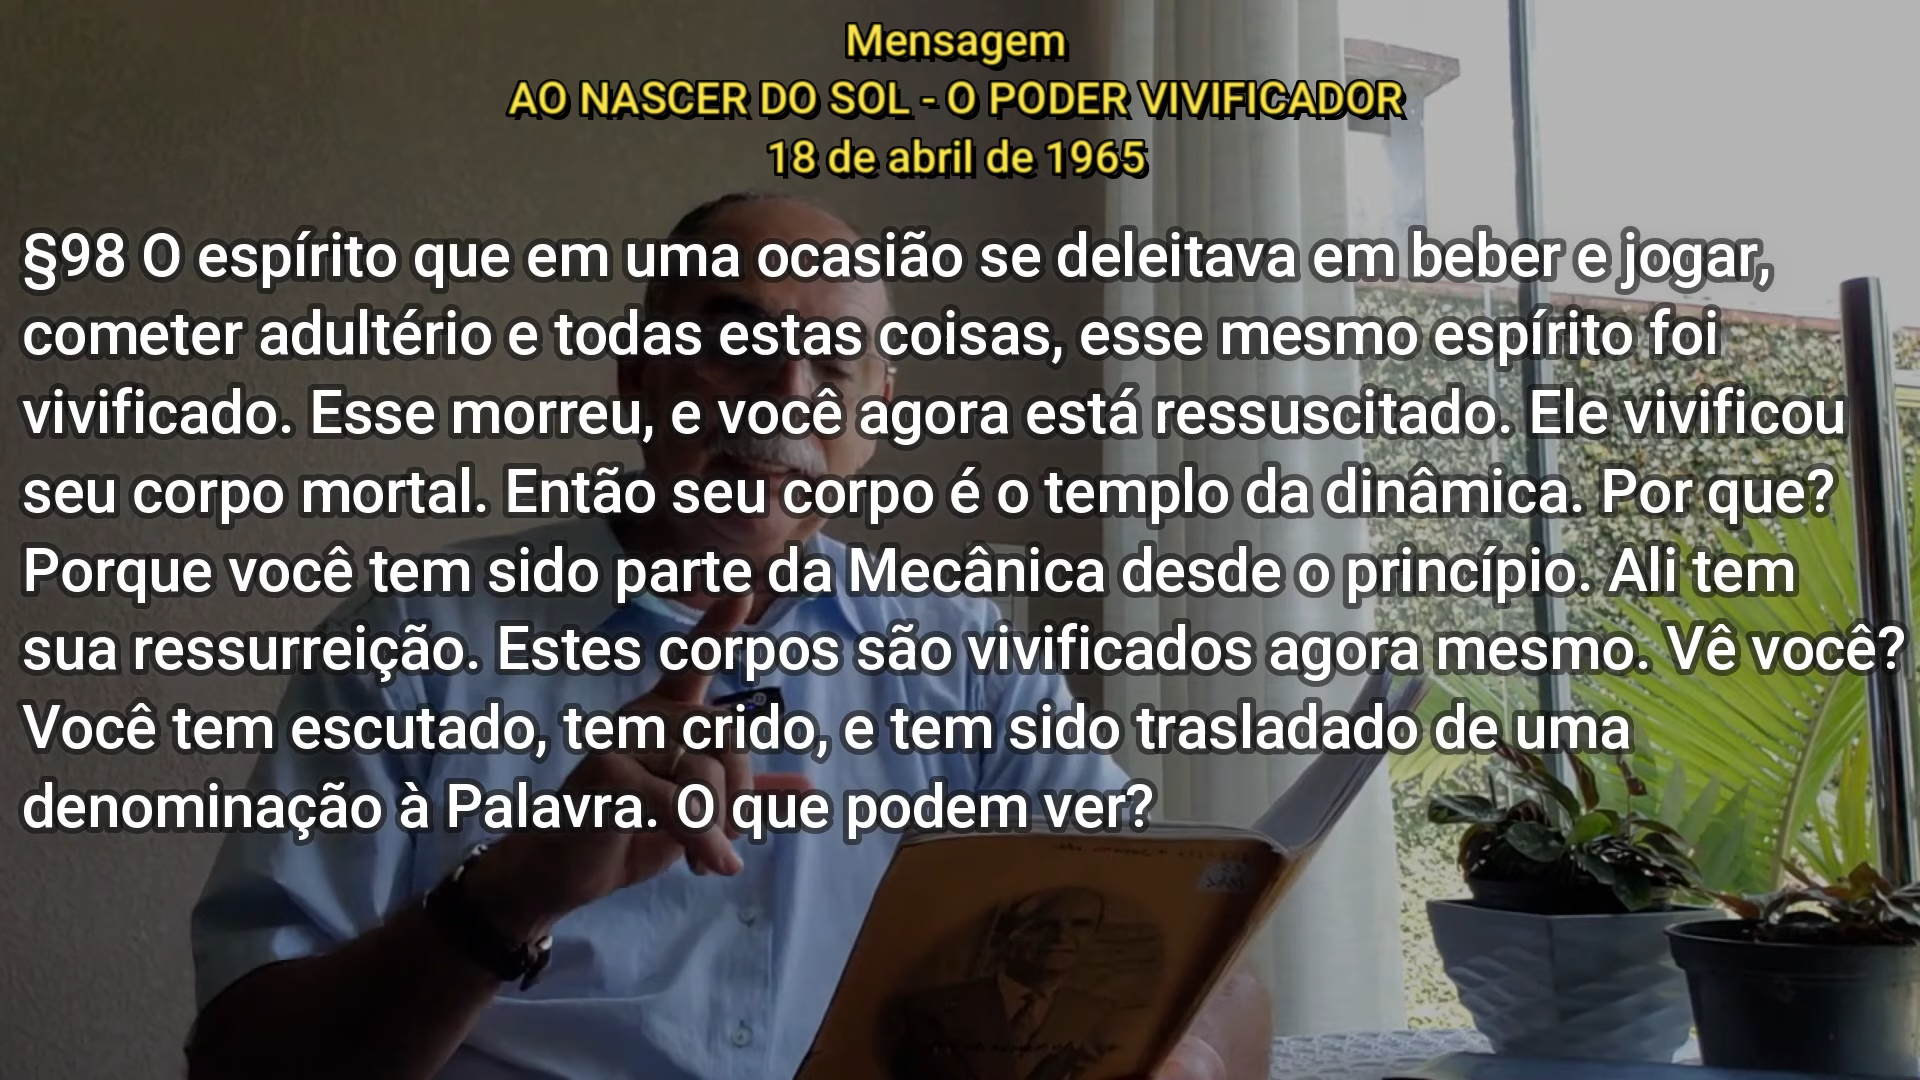 Mensagem
AO NASCER DO SOL - O PODER VIVIFICADOR
18 de abril de 1965
§98 O espírito que em uma ocasião se deleitava em beber e jogar,
cometer adultério e todas estas coisas, esse mesmo espírito foi
vivificado. Esse morreu, e você agora está ressuscitado. Ele vivificou
seu corpo mortal. Então seu corpo é o templo da dinâmica. Por que?
Porque você tem sido parte da Mecânica desde o princípio. Ali tem
sua ressurreição. Estes corpos são vivificados agora mesmo. Vê você?
Você tem escutado, tem crido, e tem sido trasladado de uma
denominação à Palavra. O que podem ver?